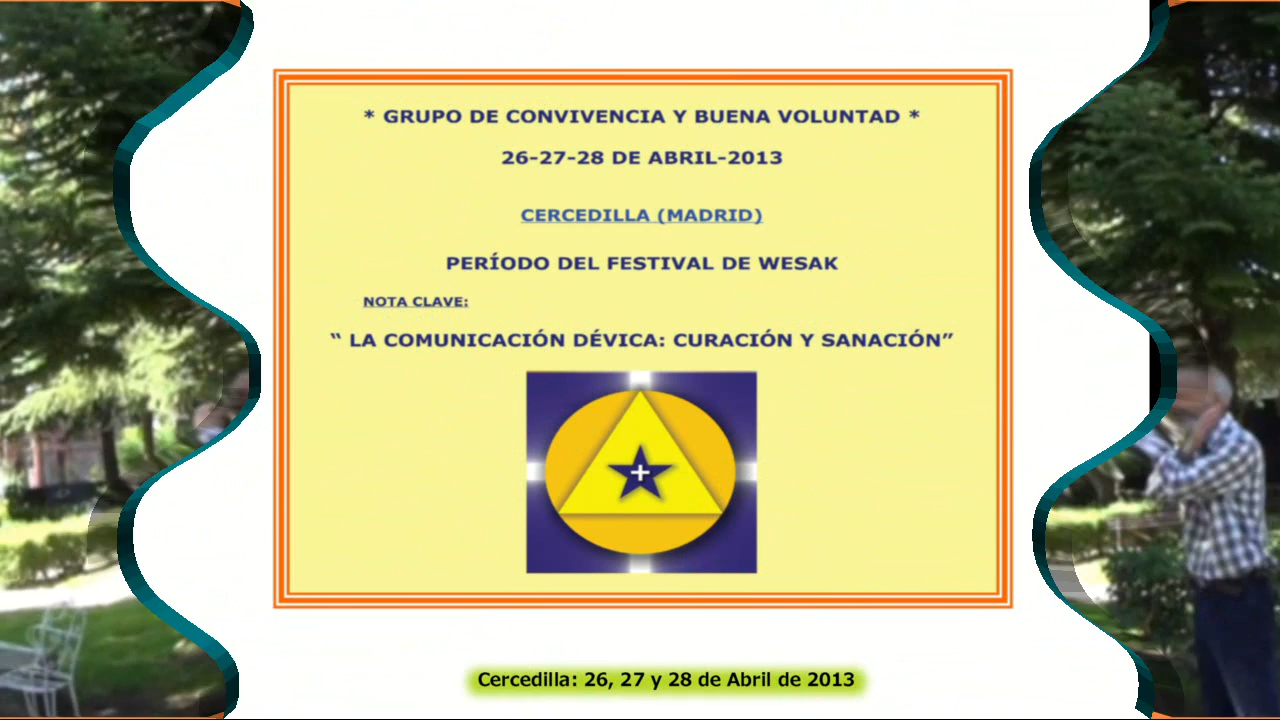 * GRUPO DE CONVIVENCIA Y BUENA VOLUNTAD *
26-27-28 DE ABRIL-2013
CERCEDILLA (MADRID)
PERÍODO DEL FESTIVAL DE WESAK
NOTA CLAVE:
“ LA COMUNICACIÓN DÉVICA: CURACIÓN Y SANACIÓN”
Cercedilla: 26, 27 y 28 de Abril de 2013